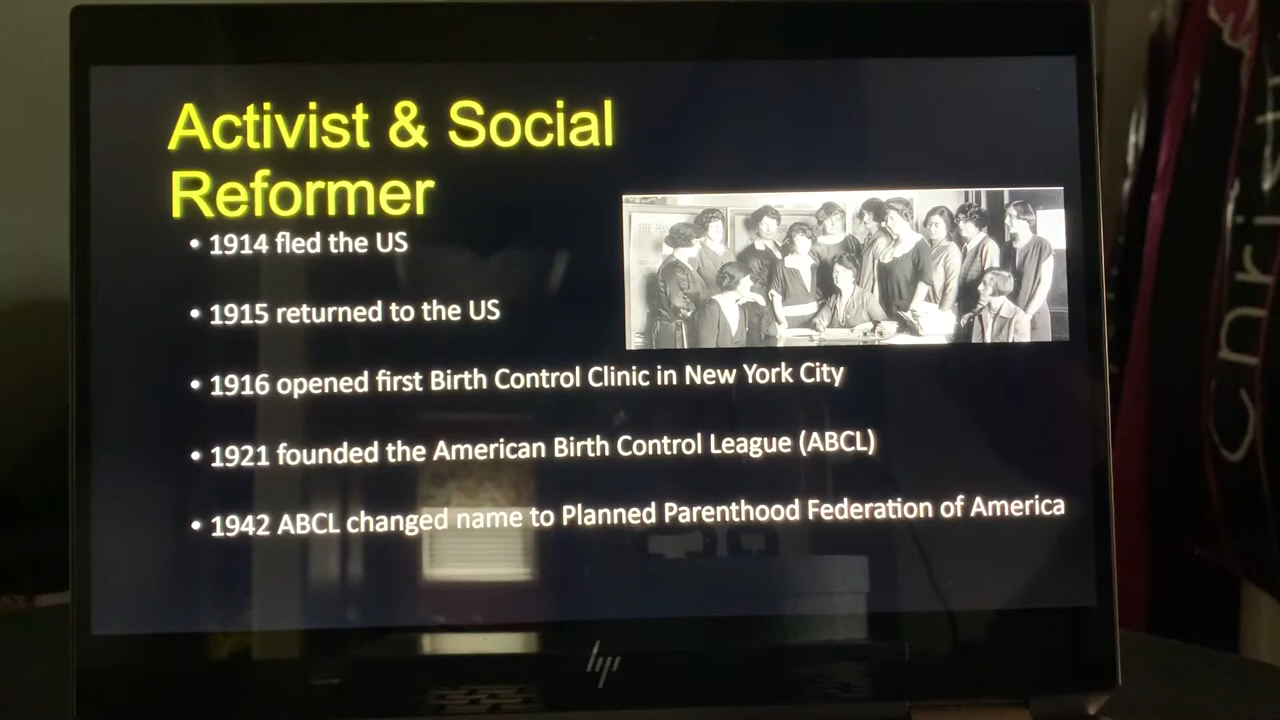 Activist & Social
Reformer
• 1914 fled the US
• 1915 returned to the US
• 1916 opened first Birth Control Clinic in New York City
• 1921 founded the American Birth Control League (ABCL)
• 1942 ABCL changed name to Planned Parenthood Federation of America
hp